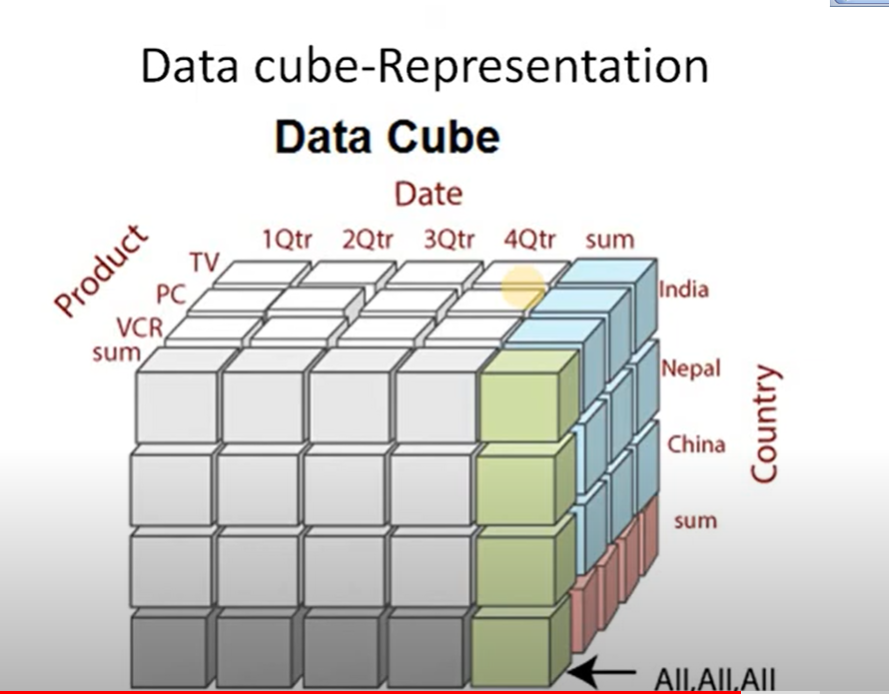 Data cube-Representation
Data Cube
Date
1Qtr 2Qtr 3Qtr 4Qtr sum
Product
TV
PC
VCR
sum
India
Nepal
China
sum
Country
All,All,All